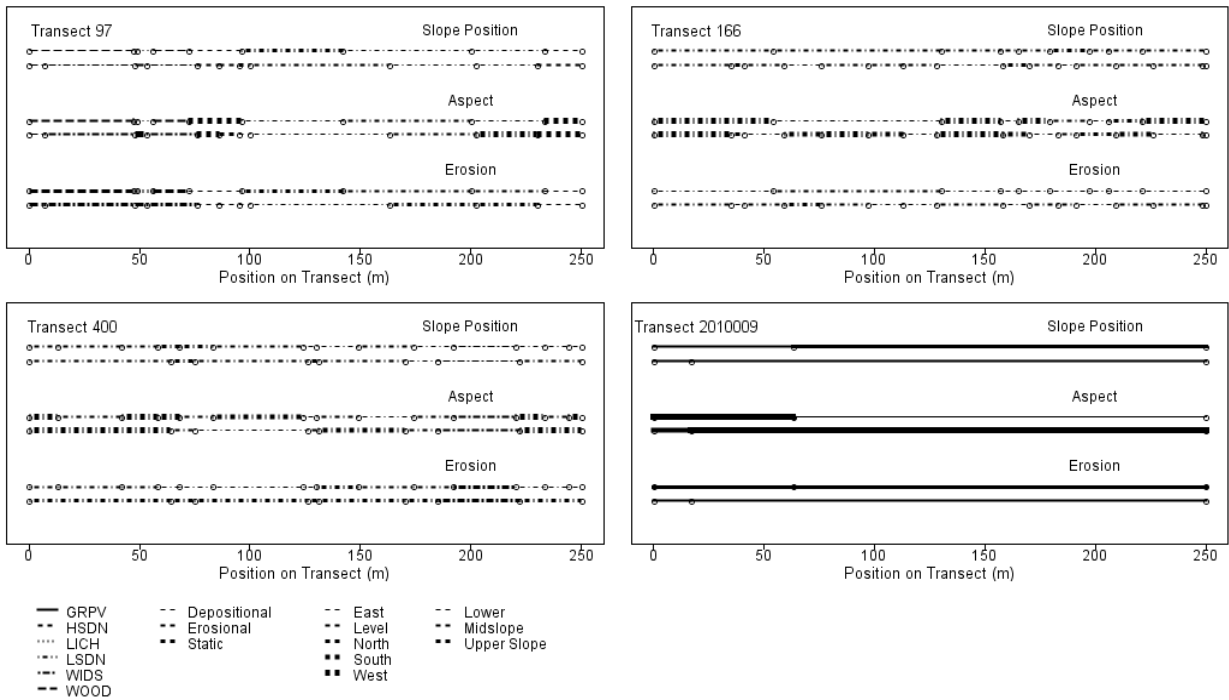 Transect 97
Slope Position
Aspect
Erosion
0 50 100 150 200 250
Position on Transect (m)
Transect 166
Slope Position
Aspect
Erosion
0 50 100 150 200 250
Position on Transect (m)
Transect 400
Slope Position
Aspect
Erosion
0 50 100 150 200 250
Position on Transect (m)
Transect 2010009
Slope Position
Aspect
Erosion
0 50 100 150 200 250
Position on Transect (m)
GRPV
HSDN
LICH
LSDN
WIDS
WOOD
Depositional
Erosional
Static
East
Level
North
South
West
Lower
Midslope
Upper Slope